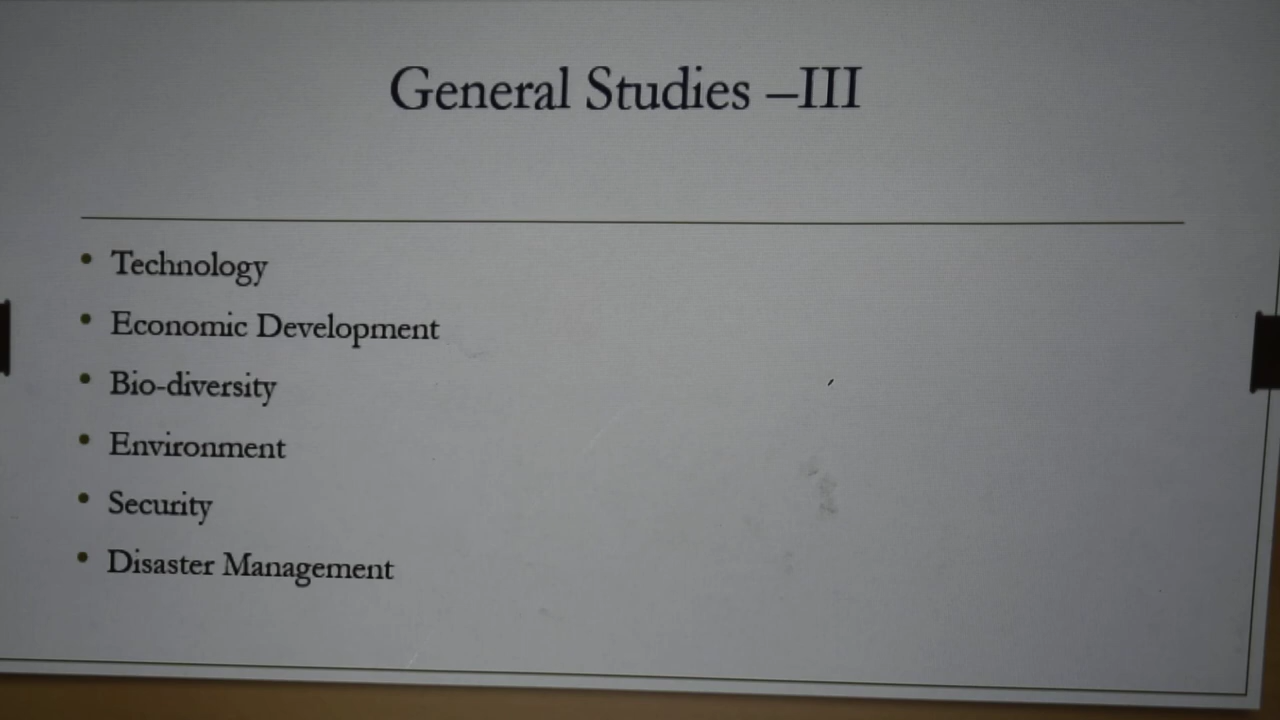 General Studies –III
• Technology
• Economic Development
• Bio-diversity
• Environment
• Security
• Disaster Management